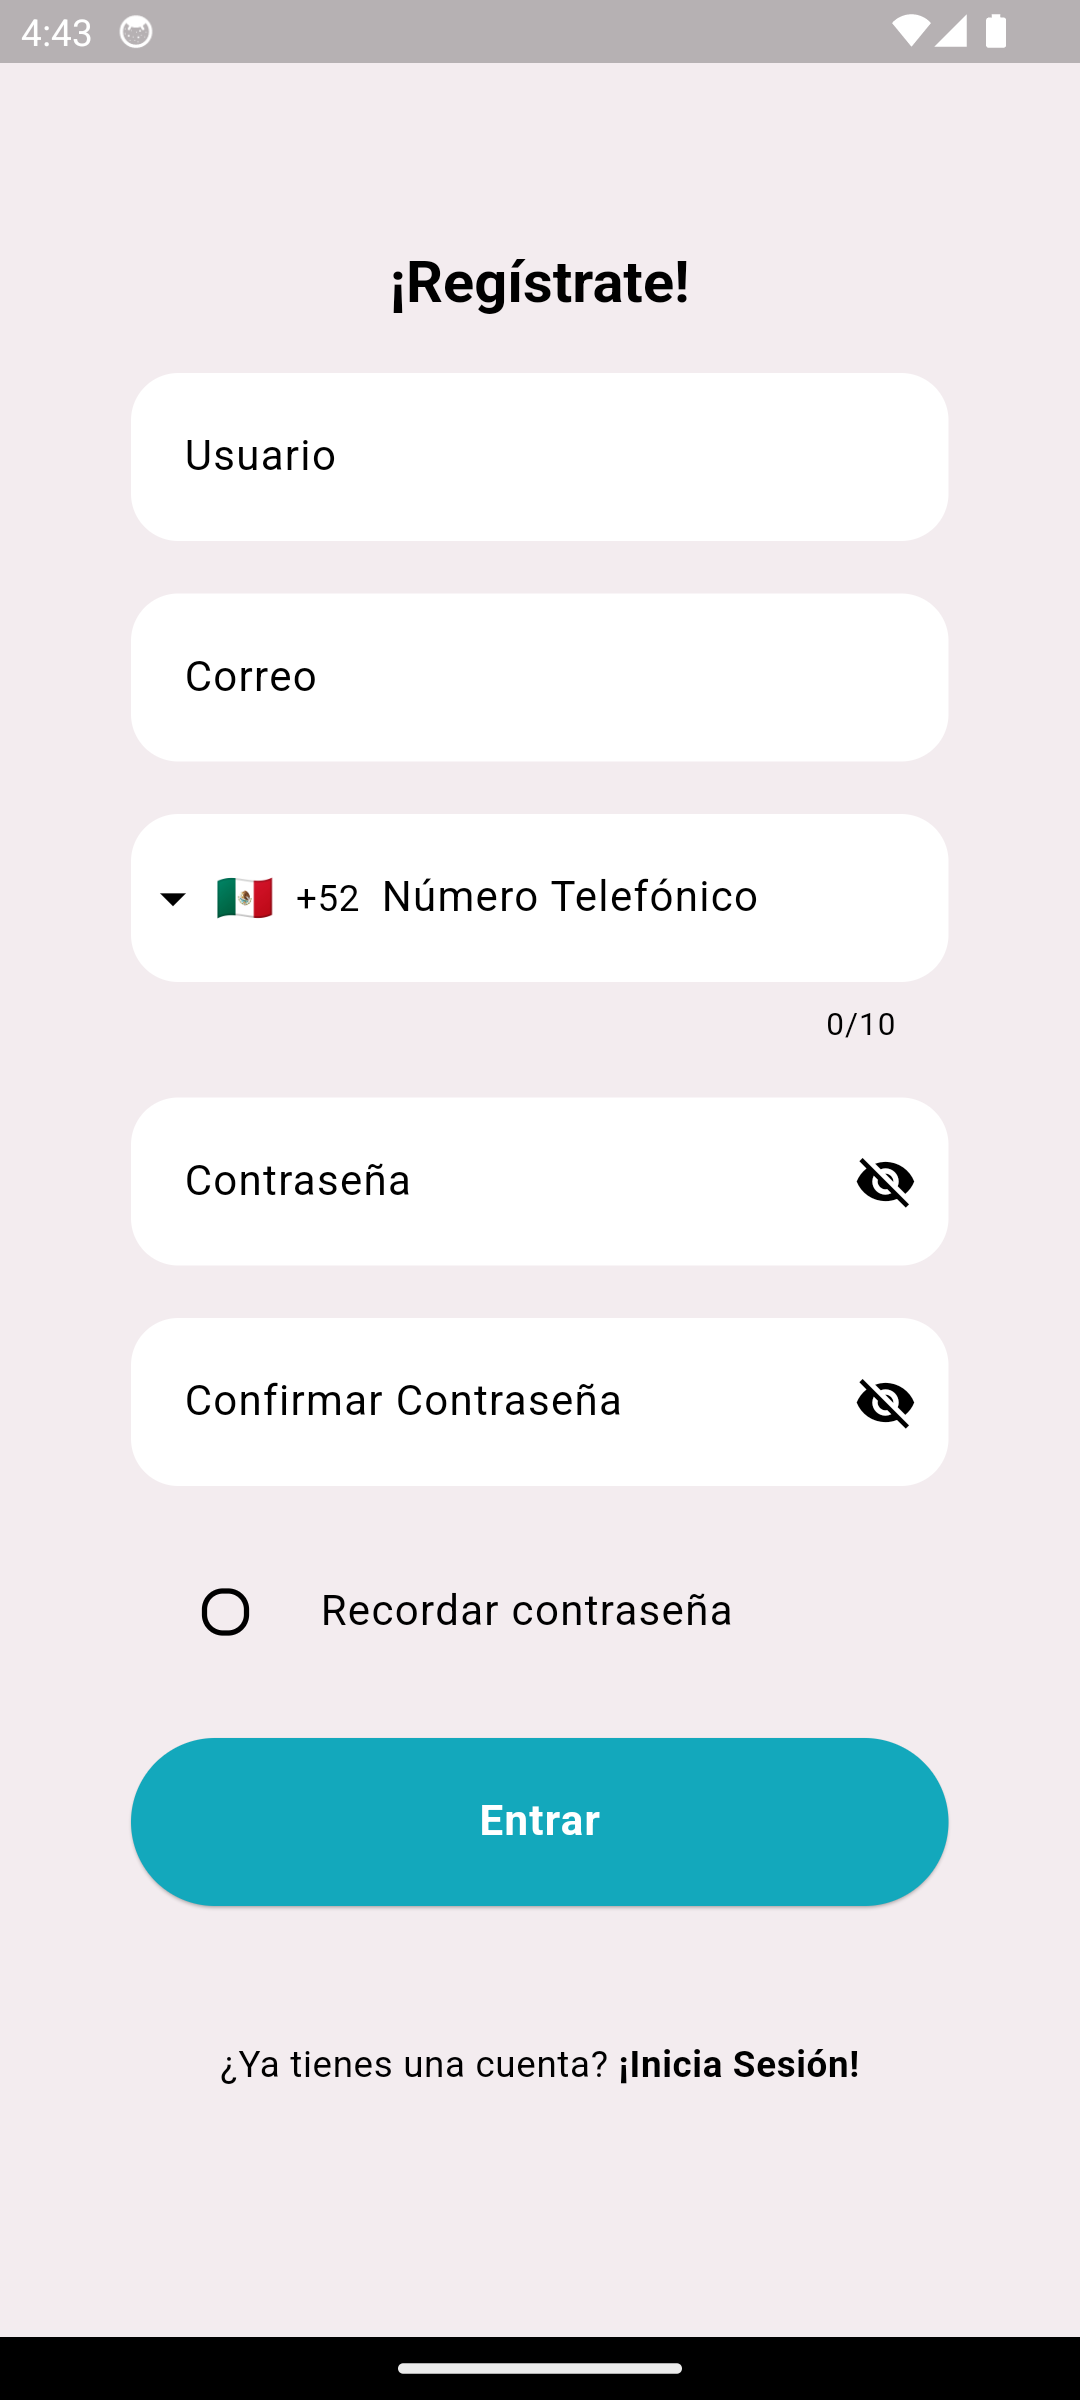 4:43
¡Regístrate!
Usuario
Correo
+52 Número Telefónico
0/10
Contraseña
Confirmar Contraseña
Recordar contraseña
Entrar
¿Ya tienes una cuenta? ¡Inicia Sesión!